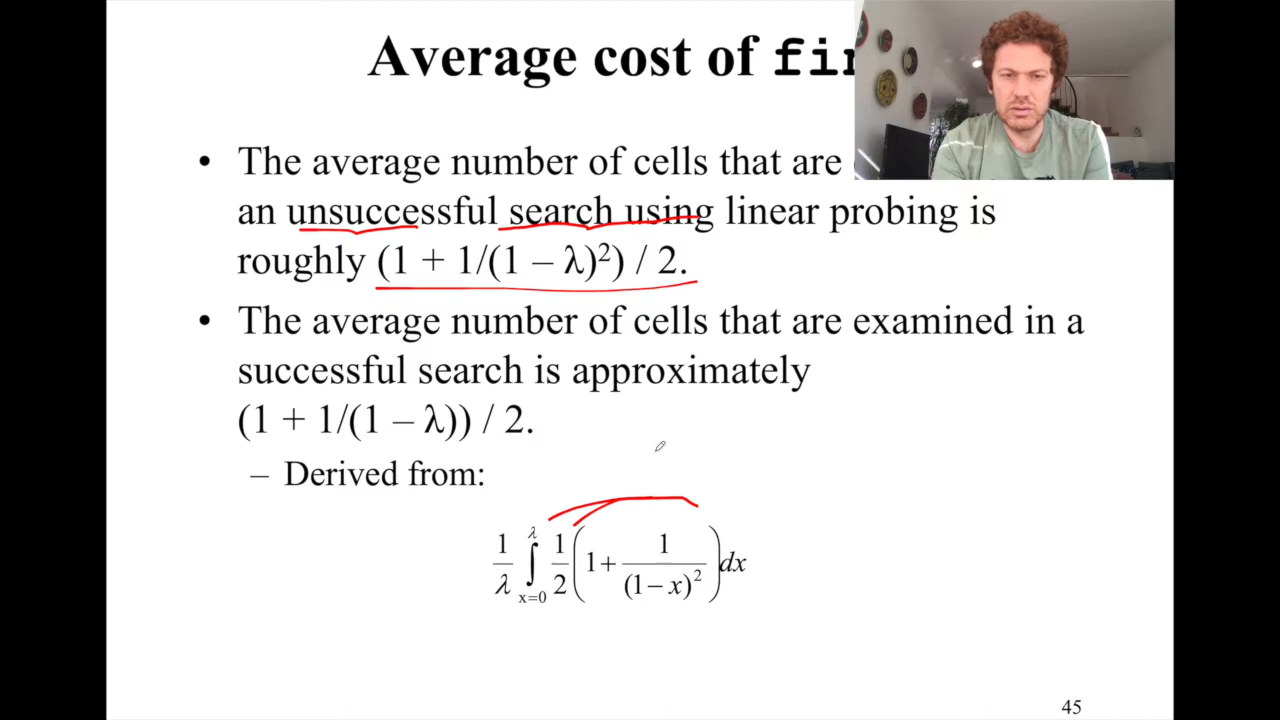 Average cost of
• The average number of cells that are
an unsuccessful search using linear probing is
roughly (1 + 1/(1 – λ)²) / 2.
• The average number of cells that are examined in a
successful search is approximately
(1 + 1/(1 – λ)) / 2.
– Derived from:
1/λ ∫_{x=0}^{λ} 1/2 (1 + 1/(1 – x)²) dx
45